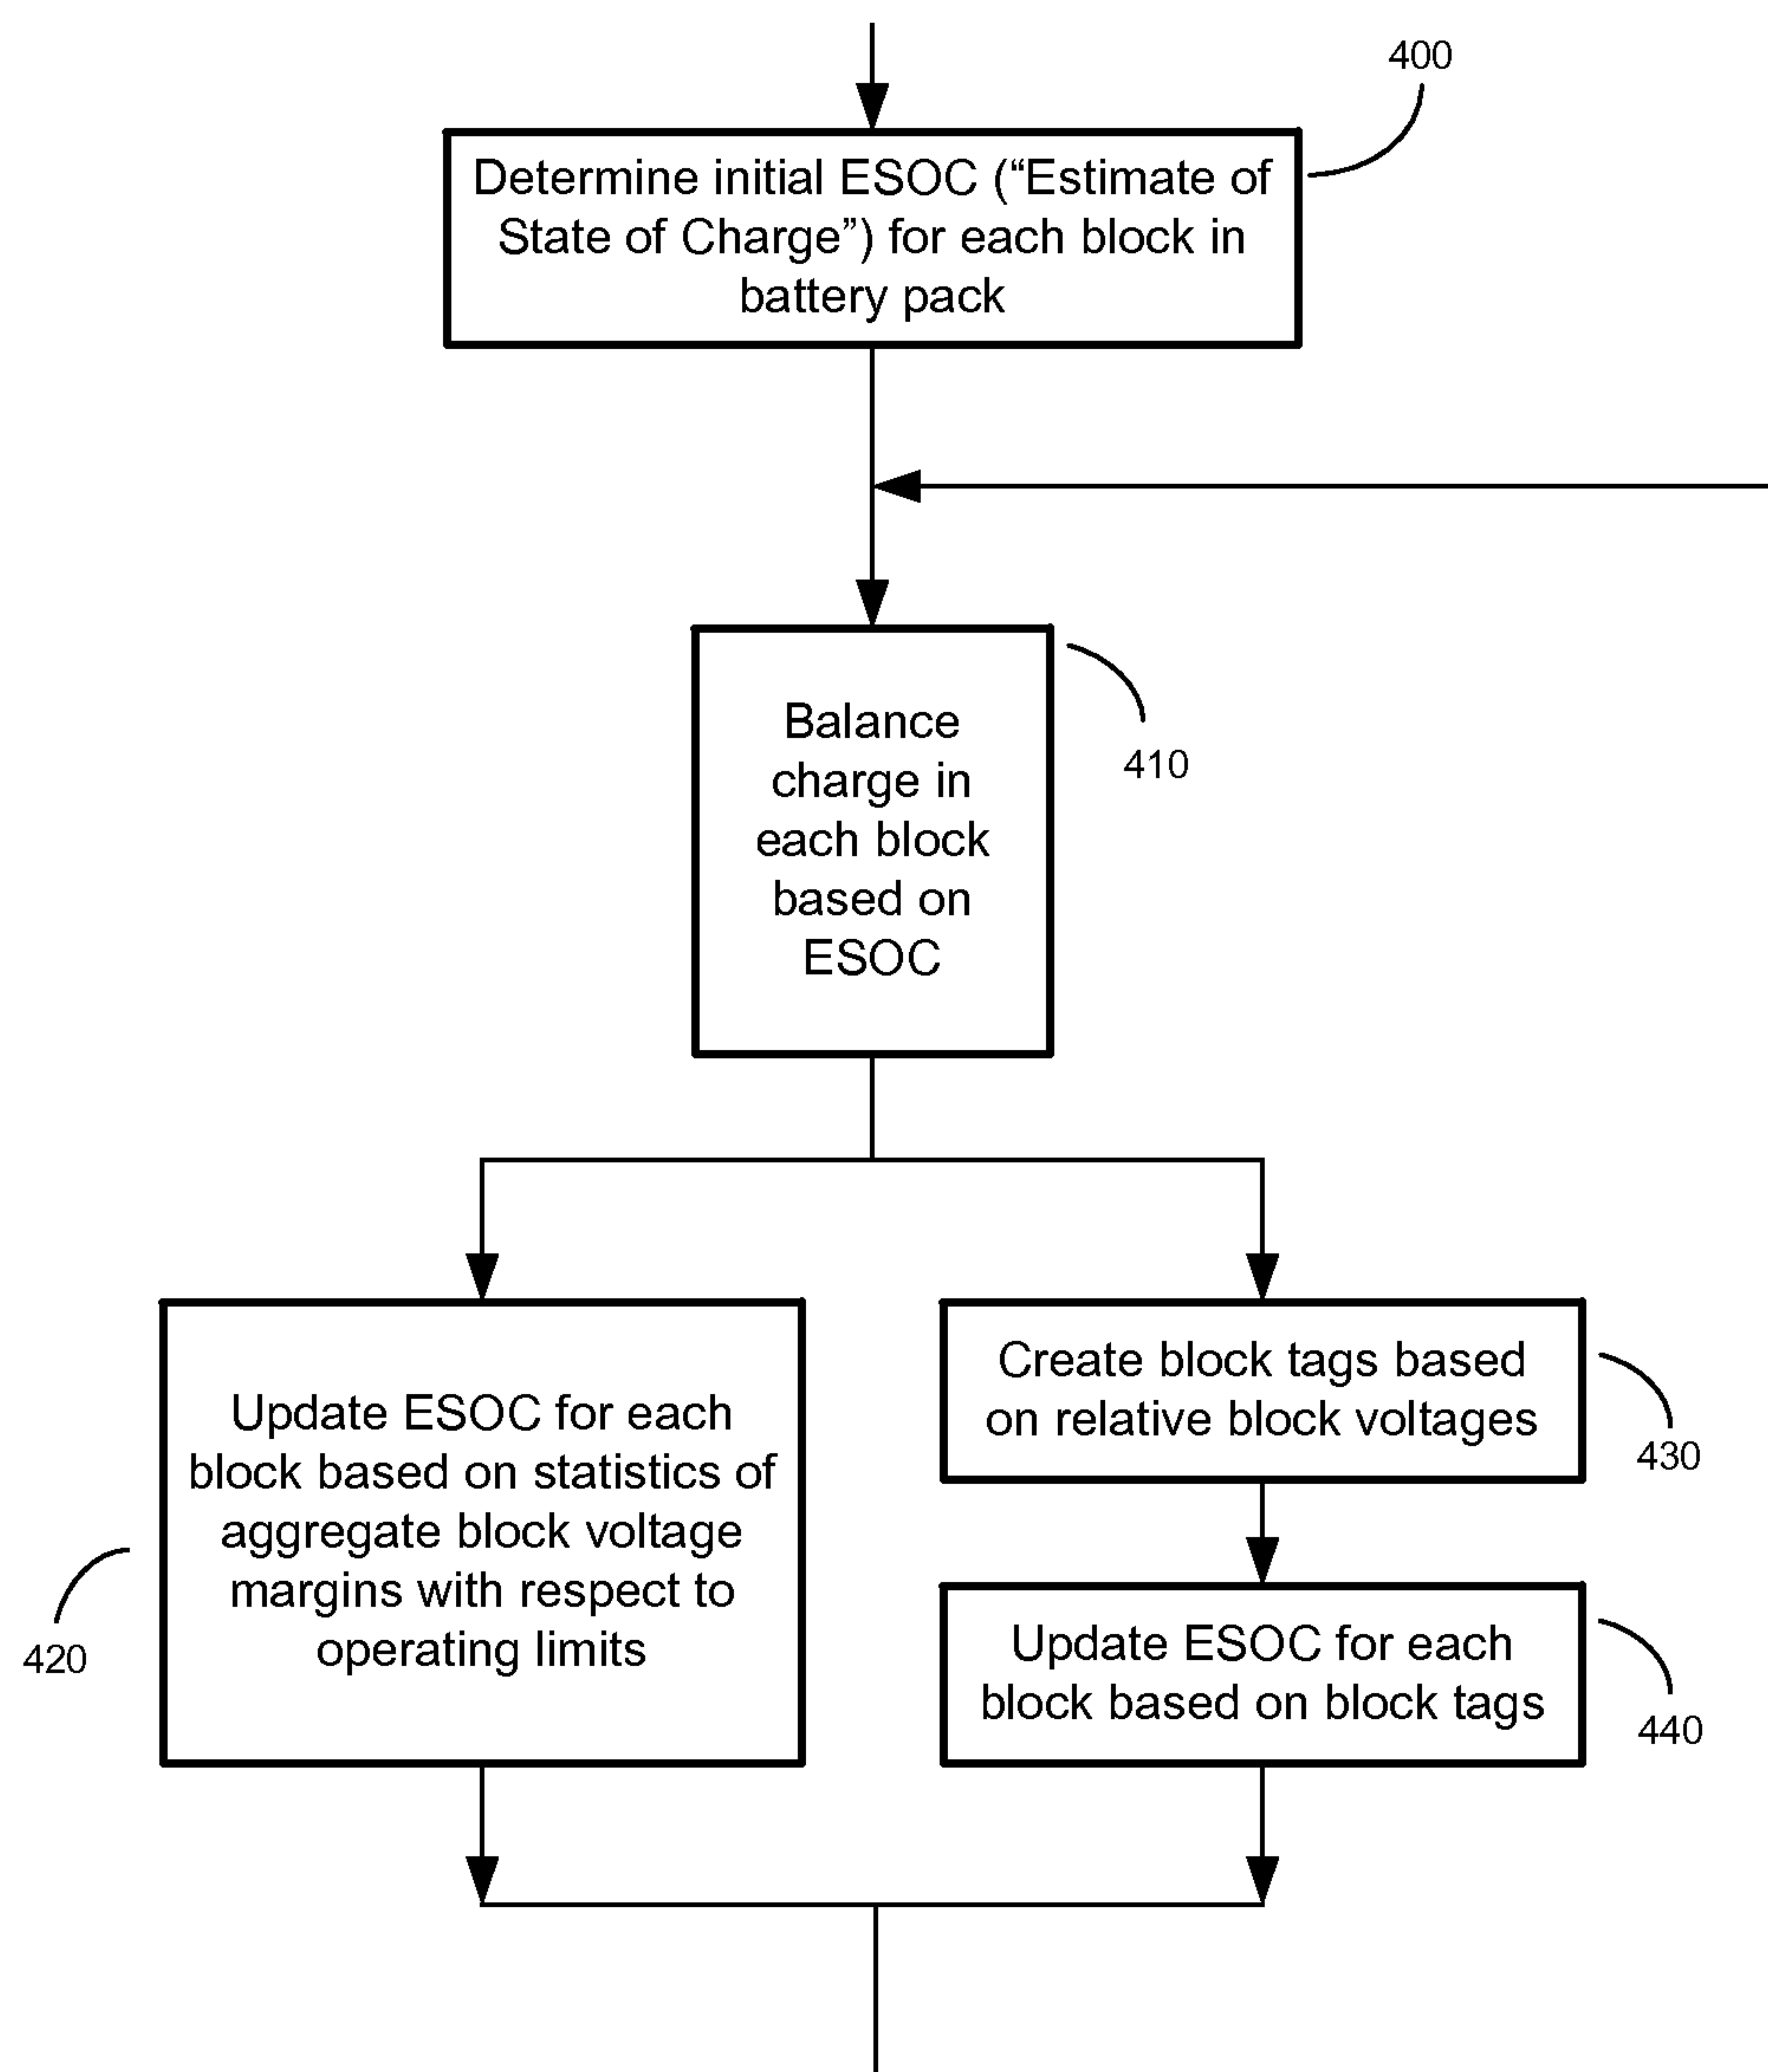 400
Determine initial ESOC (“Estimate of
State of Charge”) for each block in
battery pack
Balance
charge in
each block
based on
ESOC
410
Update ESOC for each
block based on statistics of
aggregate block voltage
margins with respect to
operating limits
420
Create block tags based
on relative block voltages
430
Update ESOC for each
block based on block tags
440